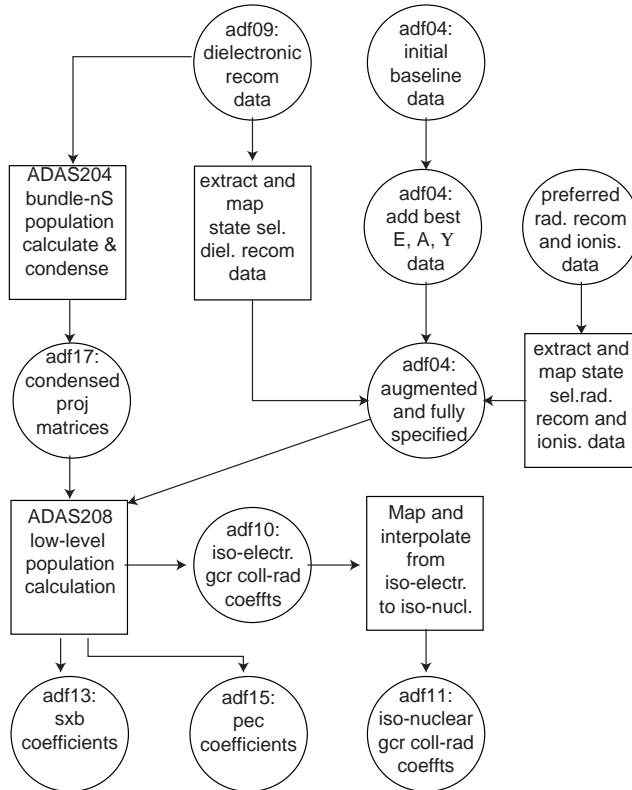 adf09:
dielectronic
recom
data
adf04:
initial
baseline
data
ADAS204
bundle-nS
population
calculate &
condense
extract and
map
state sel.
diel. recom
data
adf04:
add best
E, A, Υ
data
preferred
rad. recom
and ionis.
data
adf17:
condensed
proj
matrices
adf04:
augmented
and fully
specified
extract and
map state
sel.rad.
recom and
ionis. data
ADAS208
low-level
population
calculation
adf10:
iso-electr.
gcr coll-rad
coeffts
Map and
interpolate
from
iso-electr.
to iso-nucl.
adf13:
sxb
coefficients
adf15:
pec
coefficients
adf11:
iso-nuclear
gcr coll-rad
coeffts